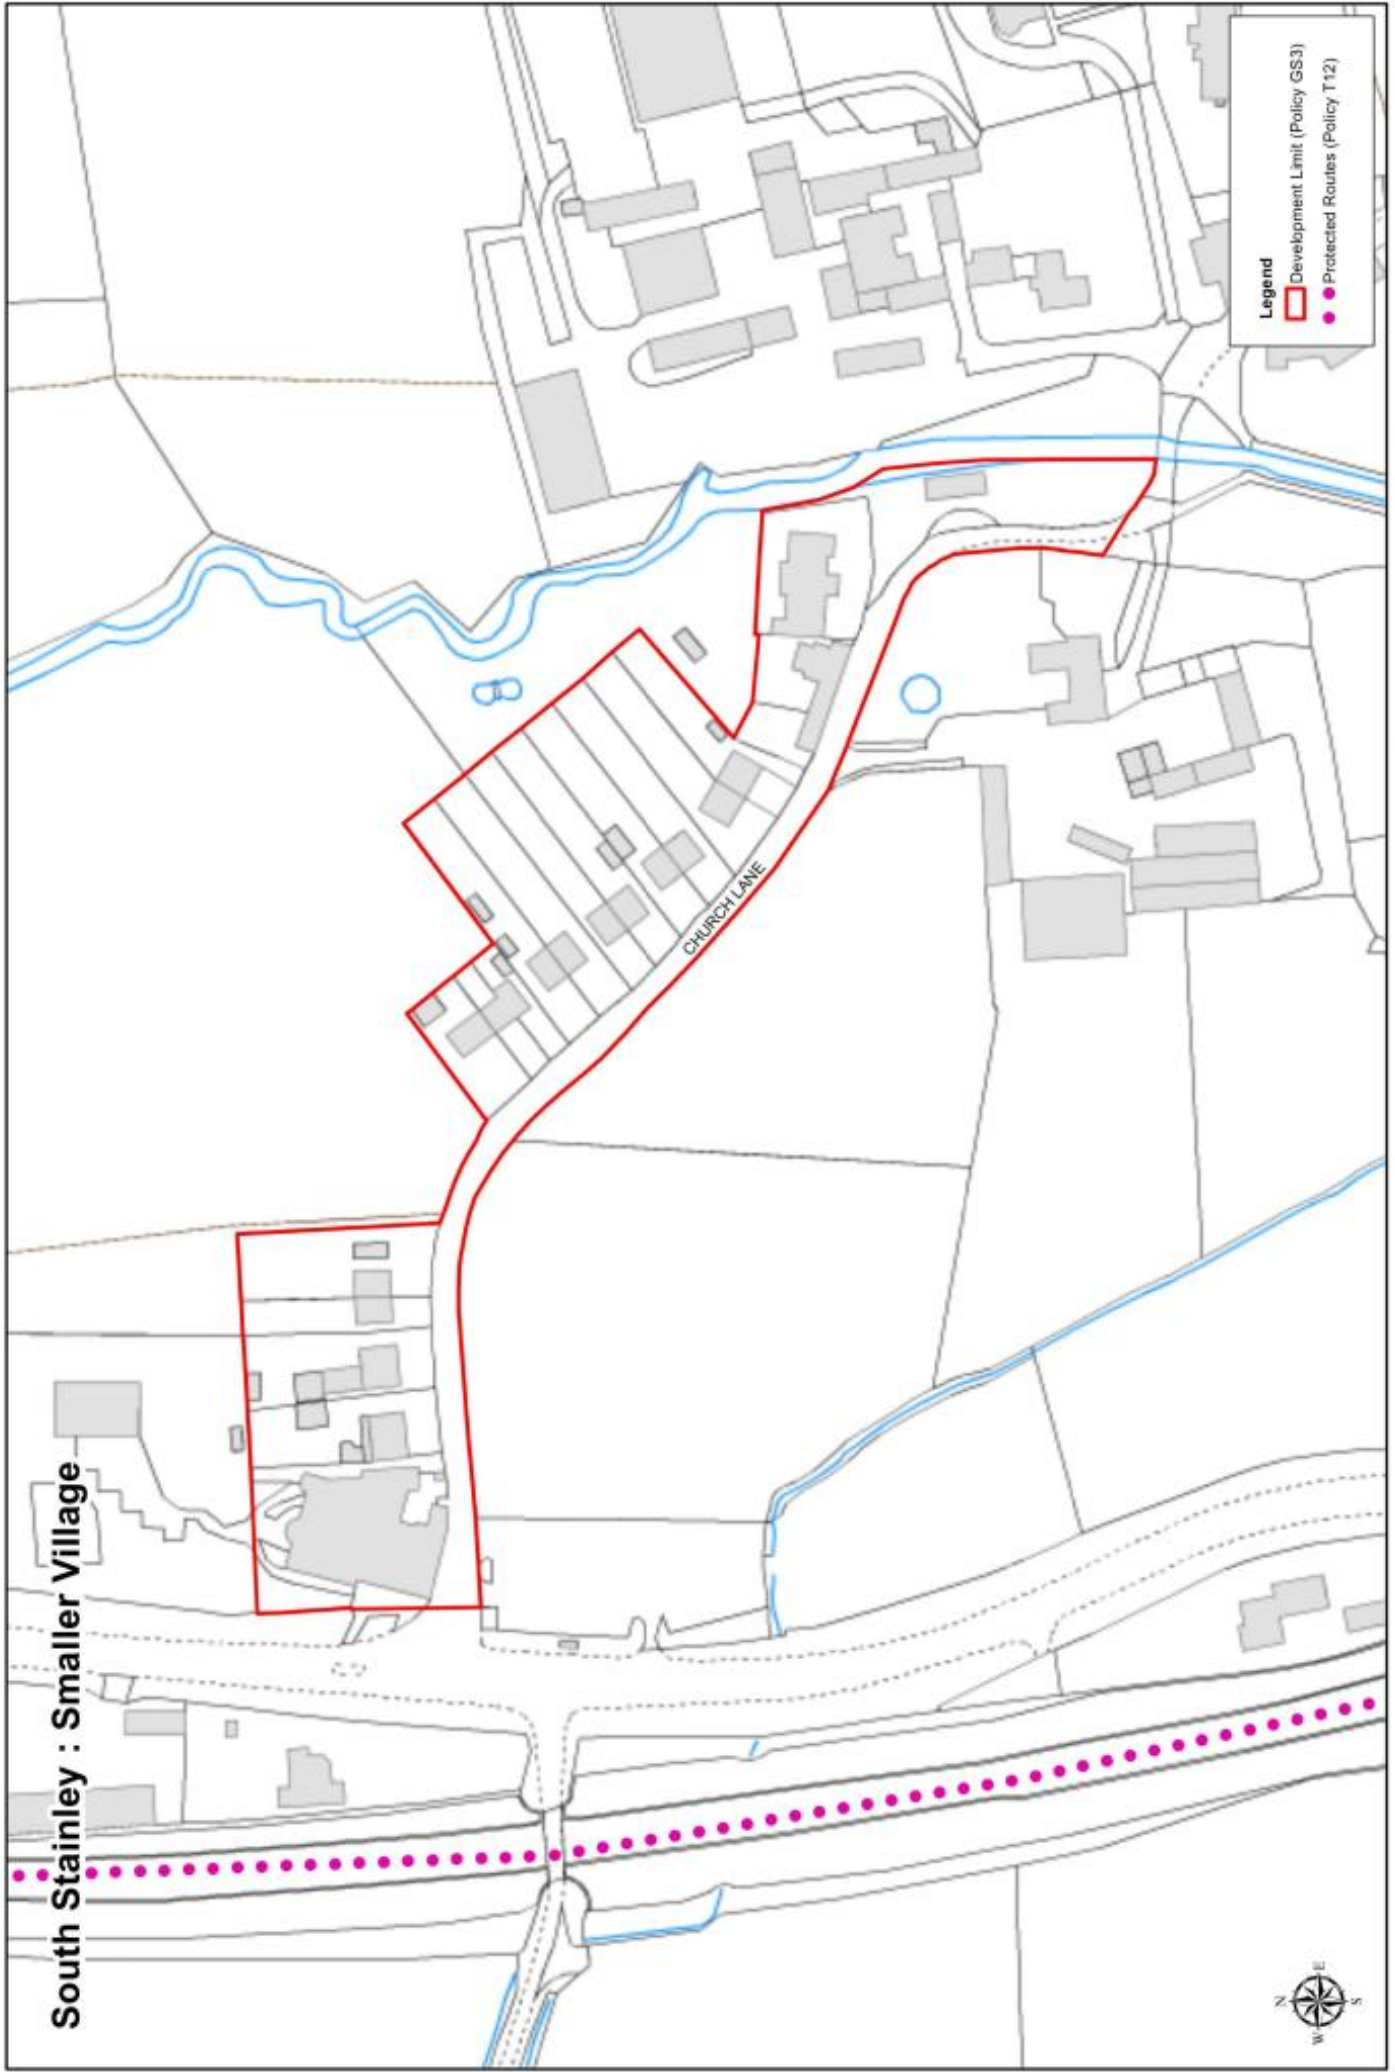 South Stainley : Smaller Village
CHURCH LANE
Legend
Development Limit (Policy GS3)
Protected Routes (Policy T12)
N
W E
S